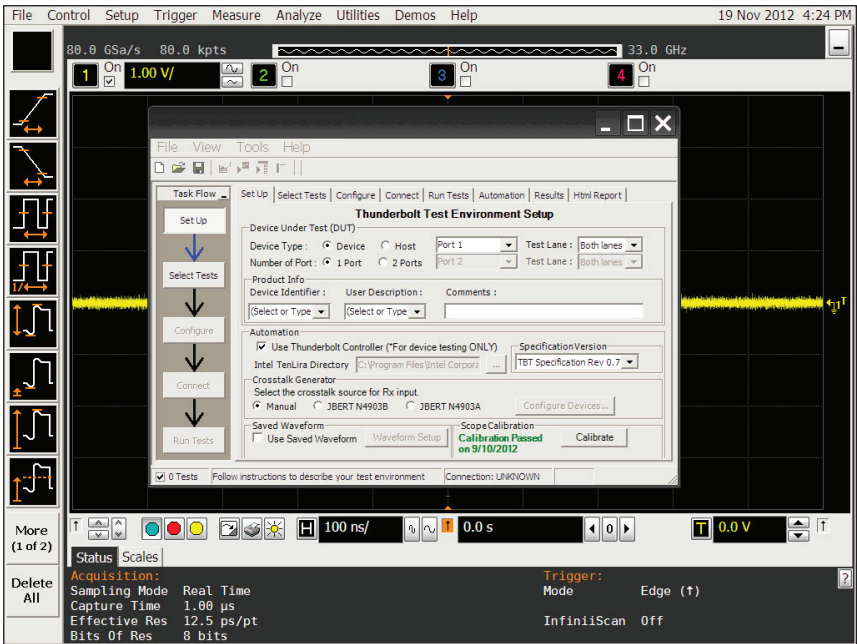 File Control Setup Trigger Measure Analyze Utilities Demos Help 19 Nov 2012 4:24 PM
80.0 GSa/s 80.0 kpts 33.0 GHz
1 On 1.00 V/ 2 On 3 On 4 On
File View Tools Help
Task Flow Set Up Select Tests Configure Connect Run Tests Automation Results Html Report
Thunderbolt Test Environment Setup
Set Up
Device Under Test (DUT)
Device Type : Device Host Port 1 Test Lane : Both lanes
Number of Port : 1 Port 2 Ports Port 2 Test Lane : Both lanes
Select Tests
Product Info
Device Identifier : User Description : Comments :
(Select or Type (Select or Type
Configure
Automation
Use Thunderbolt Controller (*For device testing ONLY) SpecificationVersion
Intel TenLira Directory C:\Program Files\Intel Corpora ... TBT Specification Rev 0.7
Connect
Crosstalk Generator
Select the crosstalk source for Rx input.
Manual JBERT N4903B JBERT N4903A Configure Devices...
Run Tests
Saved Waveform ScopeCalibration
Use Saved Waveform Waveform Setup Calibration Passed Calibrate
on 9/10/2012
0 Tests Follow instructions to describe your test environment Connection: UNKNOWN
1/
T
More
(1 of 2)
H 100 ns/ T 0.0 s 0 T 0.0 V
Status Scales
Delete
All
Acquisition: Trigger: ?
Sampling Mode Real Time Mode Edge (↑)
Capture Time 1.00 µs
Effective Res 12.5 ps/pt InfiniiScan Off
Bits Of Res 8 bits